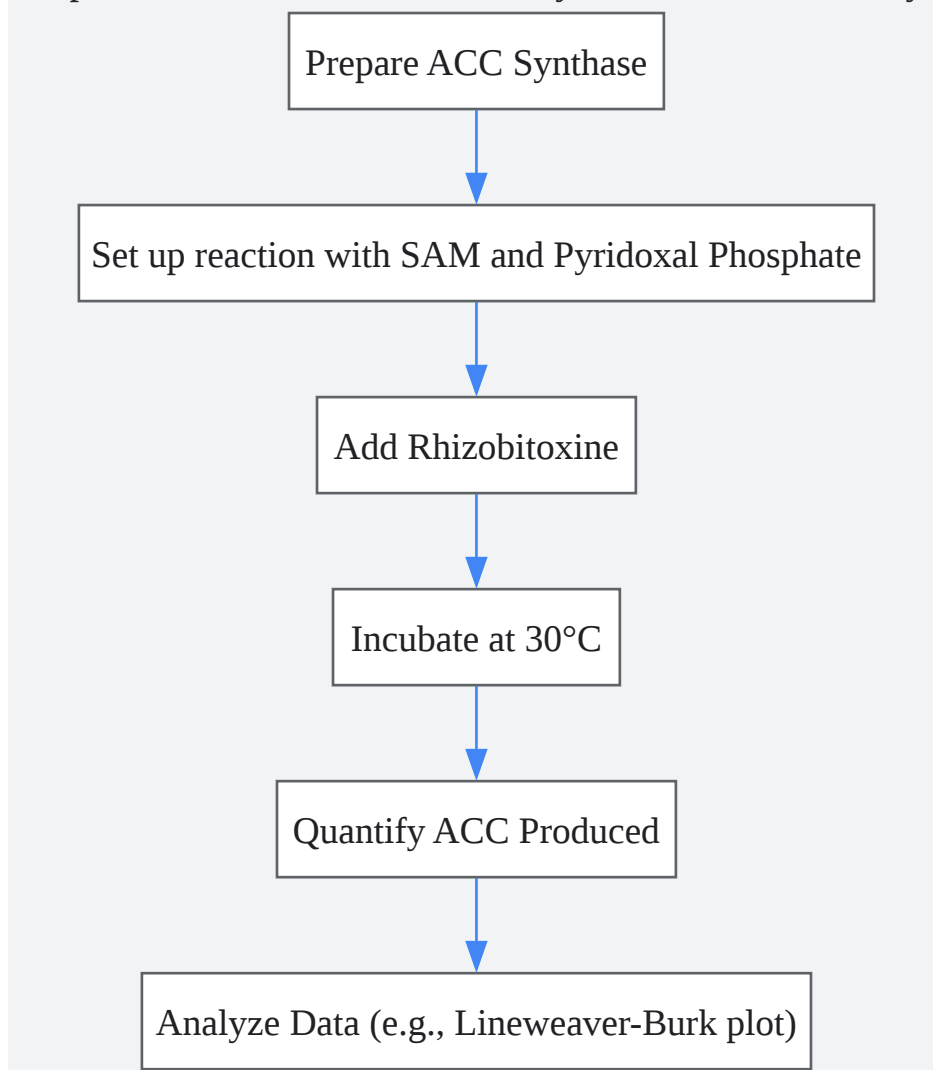 Prepare ACC Synthase
Set up reaction with SAM and Pyridoxal Phosphate
Add Rhizobitoxine
Incubate at 30°C
Quantify ACC Produced
Analyze Data (e.g., Lineweaver-Burk plot)